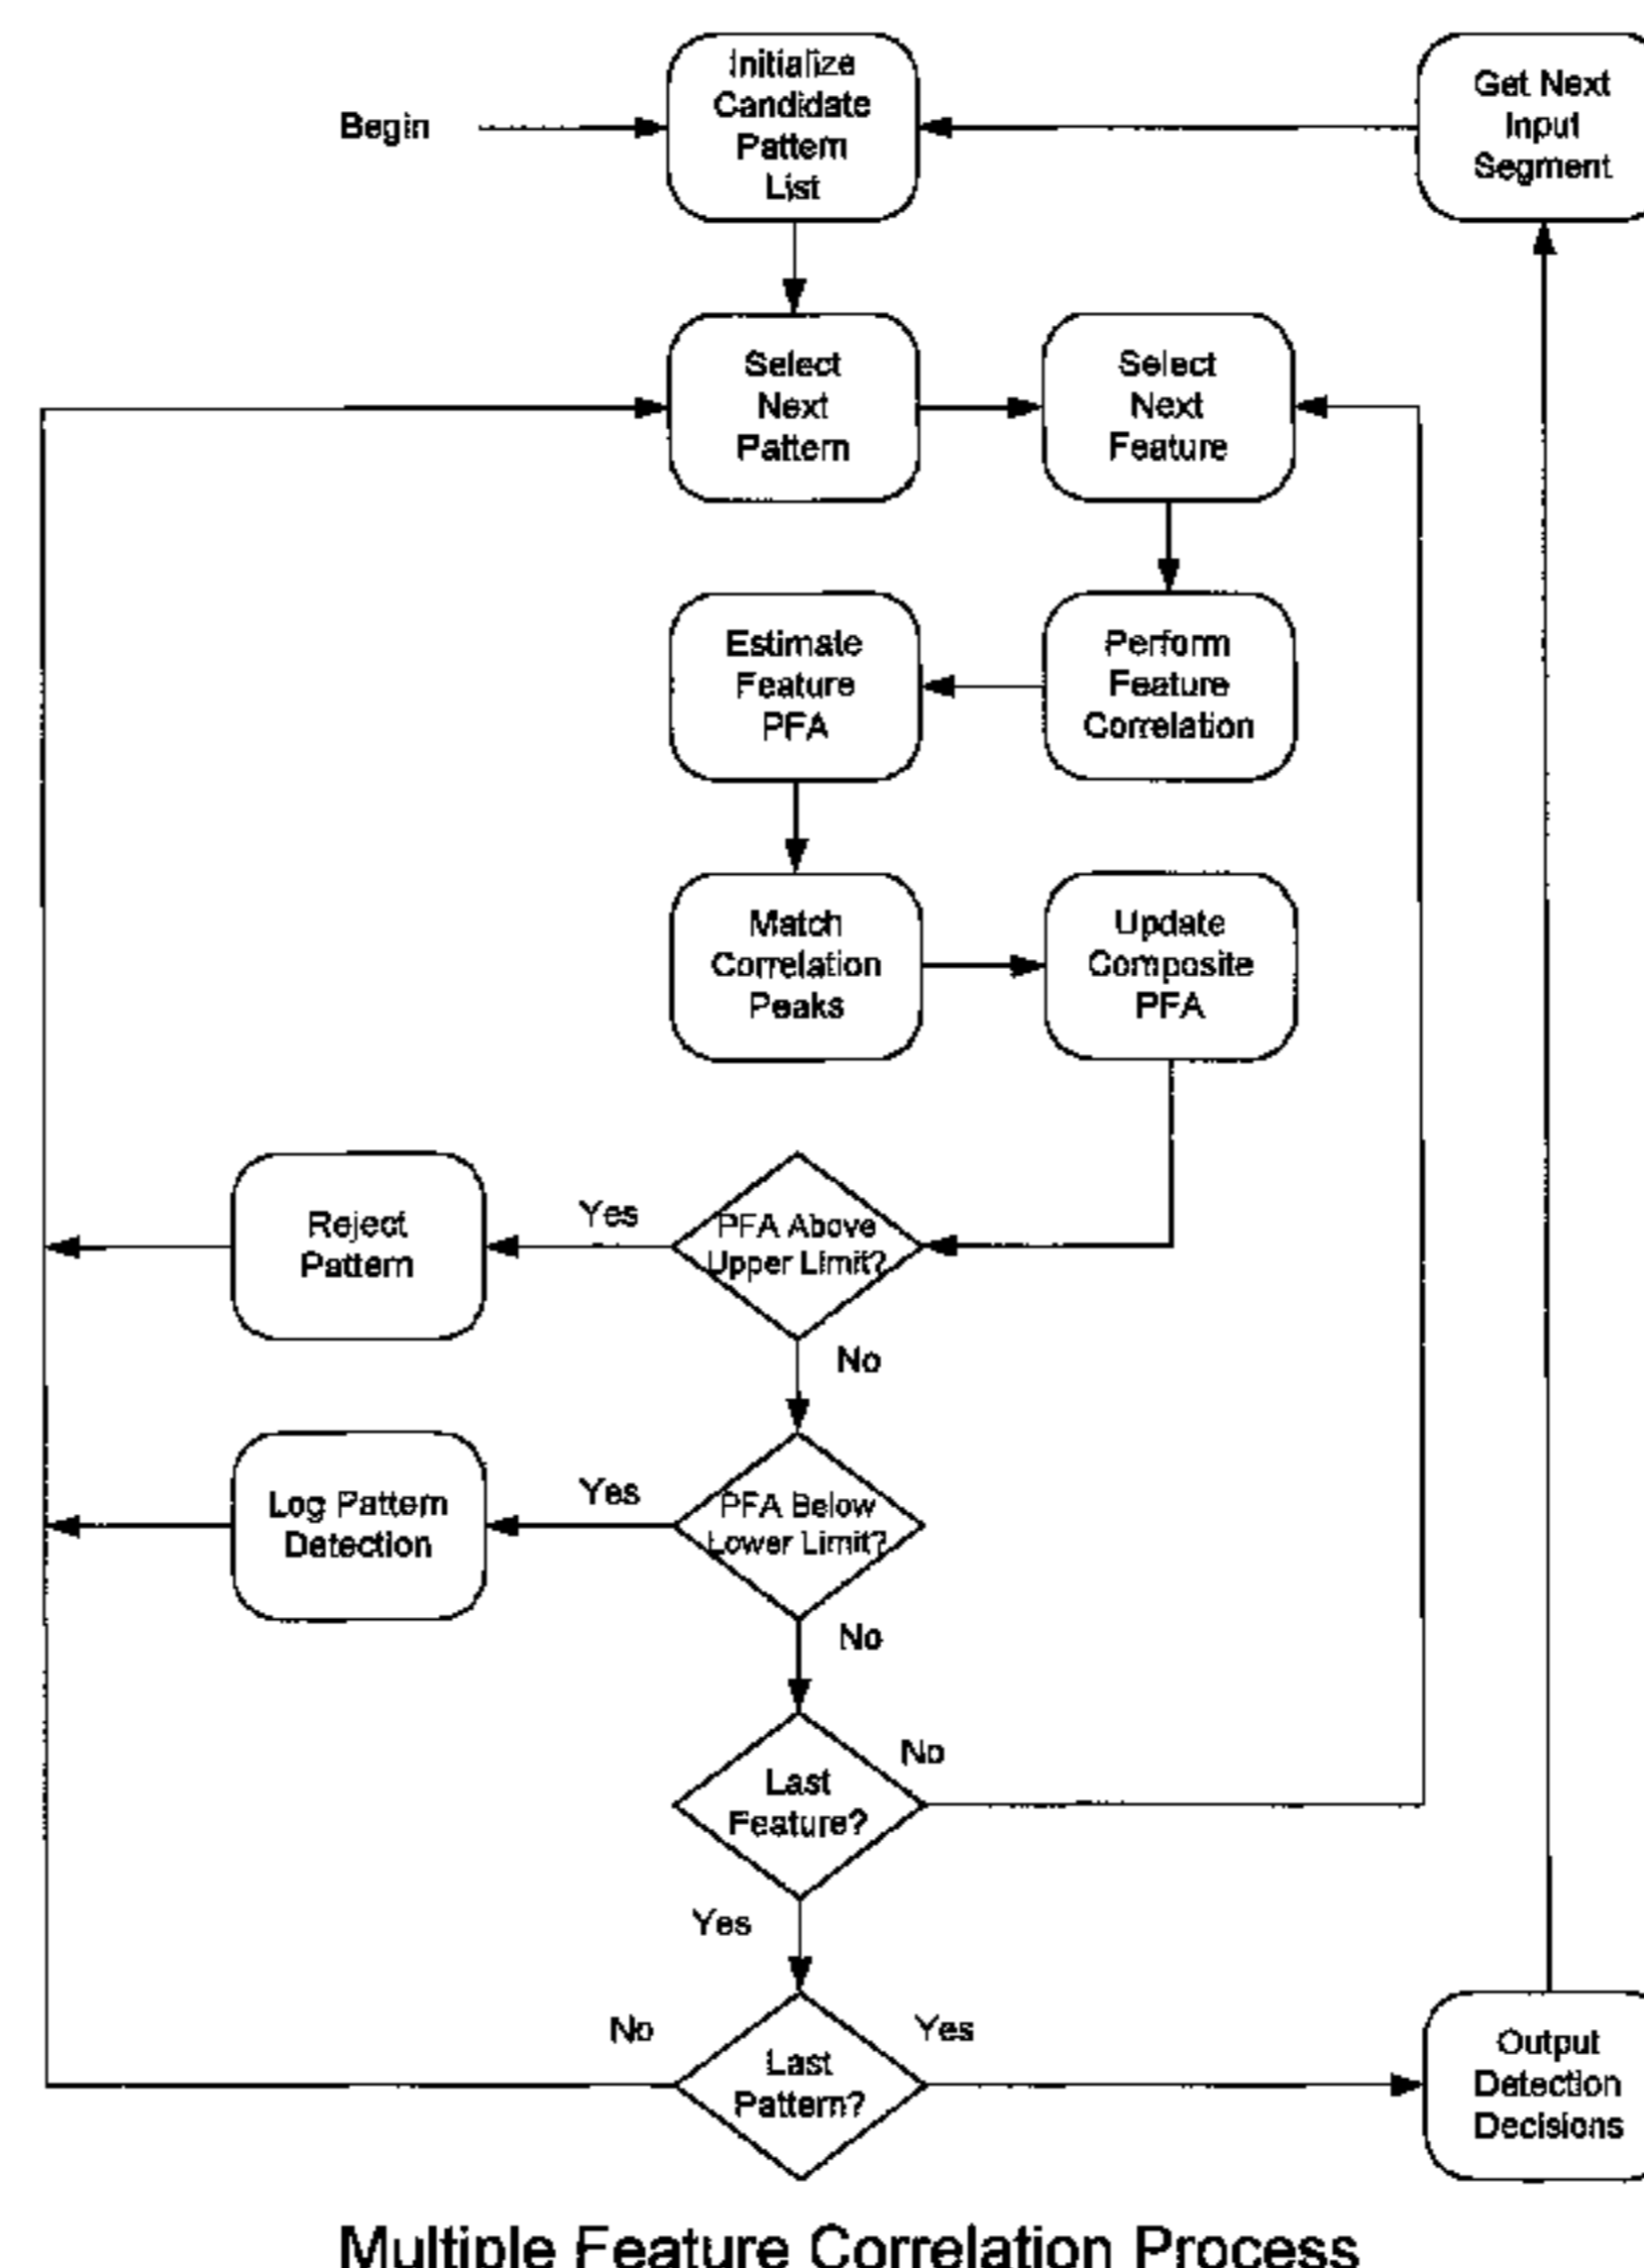 Initialize
Candidate
Pattern
List
Get Next
Input
Segment
Begin
Select
Next
Pattern
Select
Next
Feature
Estimate
Feature
PFA
Perform
Feature
Correlation
Match
Correlation
Peaks
Update
Composite
PFA
Reject
Pattern
Yes
PFA Above
Upper Limit?
No
Log Pattern
Detection
Yes
PFA Below
Lower Limit?
No
Last
Feature?
No
Yes
No
Last
Pattern?
Yes
Output
Detection
Decisions
Multiple Feature Correlation Process